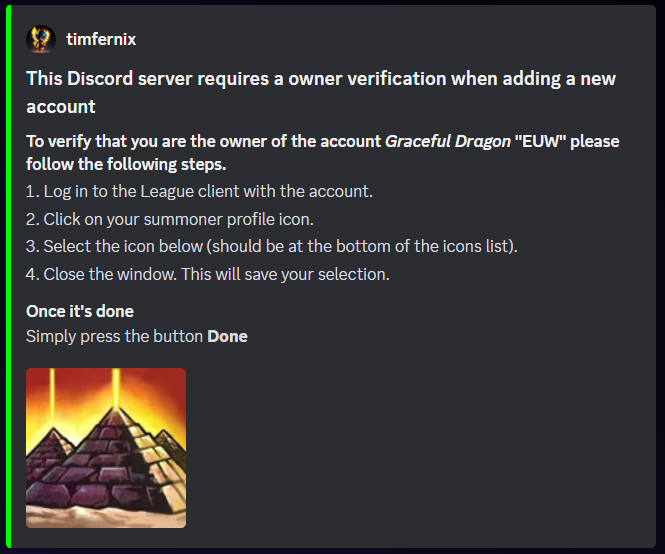 timfernix
This Discord server requires a owner verification when adding a new
account
To verify that you are the owner of the account Graceful Dragon "EUW" please
follow the following steps.
1. Log in to the League client with the account.
2. Click on your summoner profile icon.
3. Select the icon below (should be at the bottom of the icons list).
4. Close the window. This will save your selection.
Once it's done
Simply press the button Done